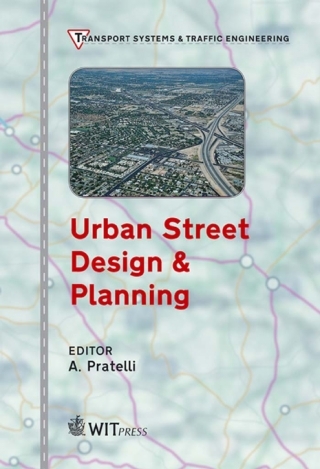 TRANSPORT SYSTEMS & TRAFFIC ENGINEERING
Urban Street
Design &
Planning
EDITOR
A. Pratelli
WITPRESS